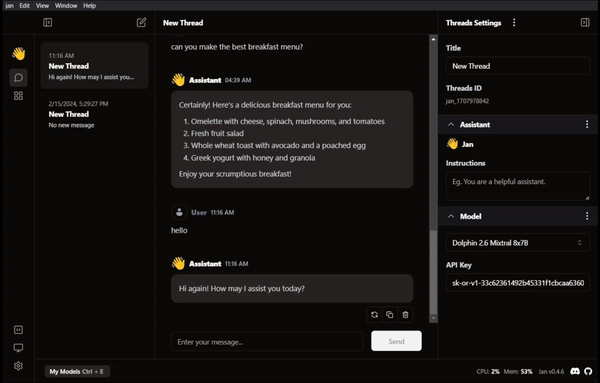 jan Edit View Window Help
New Thread
Threads Settings
11:16 AM
New Thread
Hi again! How may I assist you...
2/15/2024, 5:29:27 PM
New Thread
No new message
can you make the best breakfast menu?
Assistant 04:39 AM
Certainly! Here's a delicious breakfast menu for you:
1. Omelette with cheese, spinach, mushrooms, and tomatoes
2. Fresh fruit salad
3. Whole wheat toast with avocado and a poached egg
4. Greek yogurt with honey and granola
Enjoy your scrumptious breakfast!
User 11:16 AM
hello
Assistant 11:16 AM
Hi again! How may I assist you today?
Enter your message...
Send
Title
New Thread
Threads ID
jan_1707978842
Assistant
Jan
Instructions
Eg. You are a helpful assistant.
Model
Dolphin 2.6 Mixtral 8x7B
API Key
sk-or-v1-33c62361492b45331f1cbcaa6360
My Models Ctrl + E
CPU: 2% Mem: 53% Jan v0.4.6